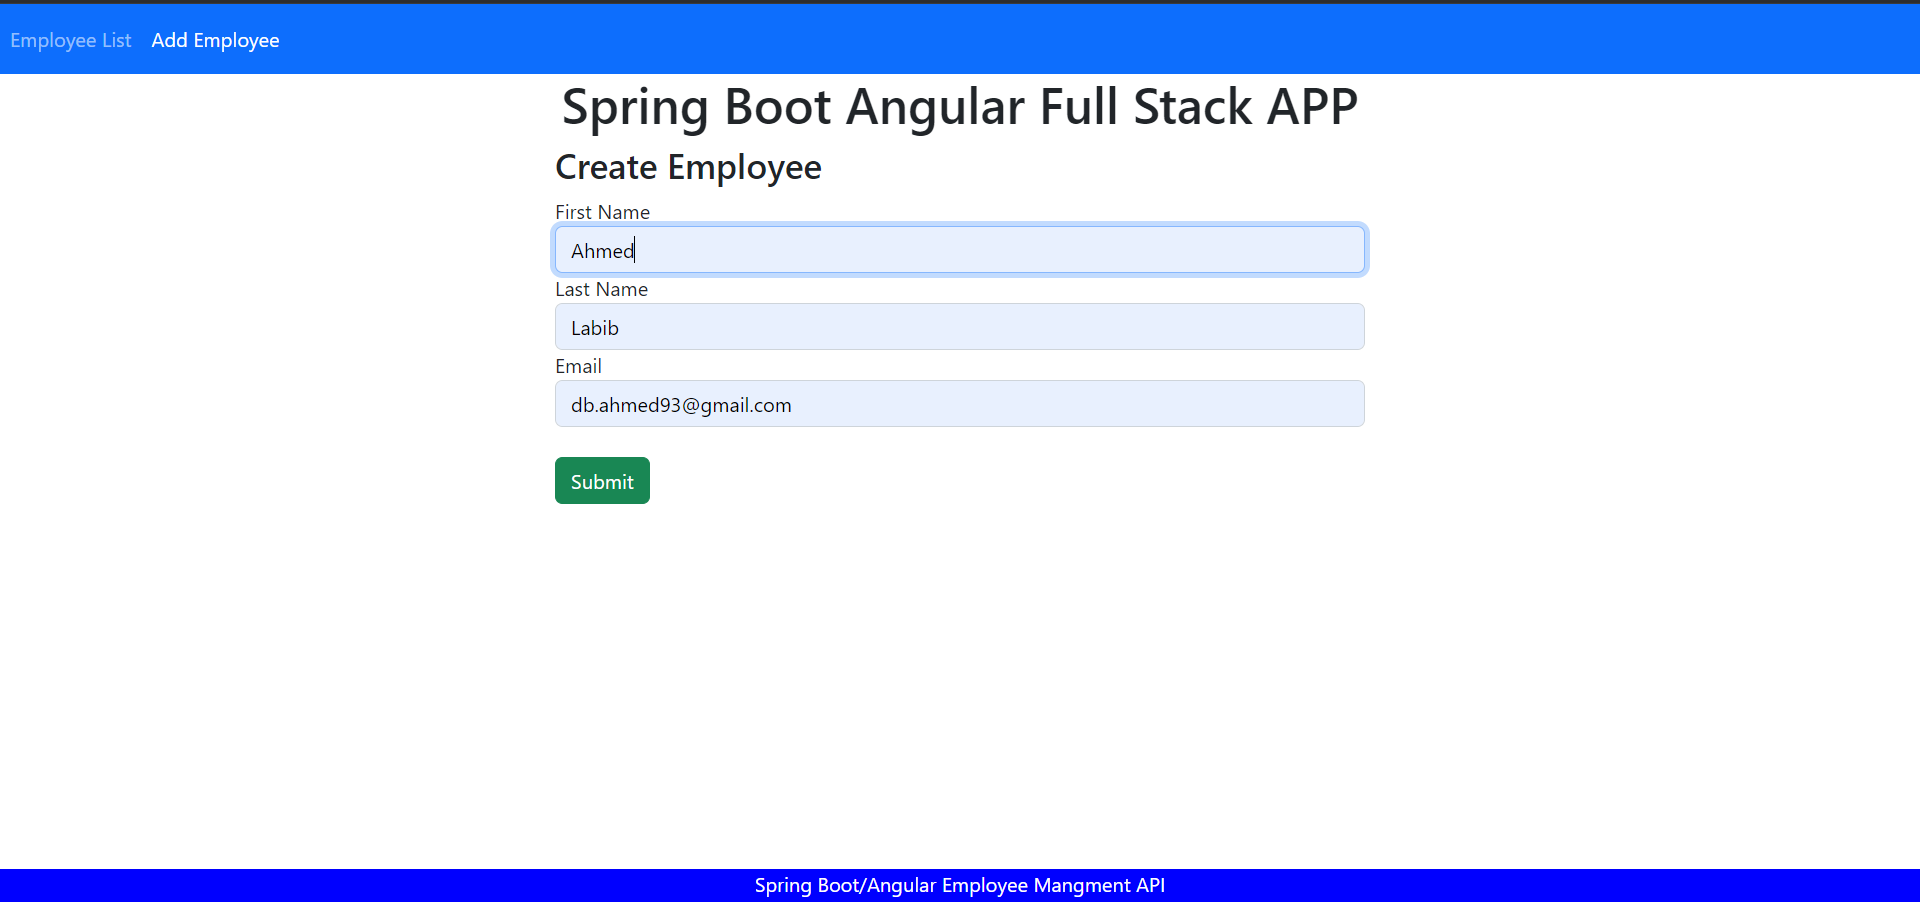 Employee List Add Employee
Spring Boot Angular Full Stack APP
Create Employee
First Name
Ahmed
Last Name
Labib
Email
db.ahmed93@gmail.com
Submit
Spring Boot/Angular Employee Mangment API